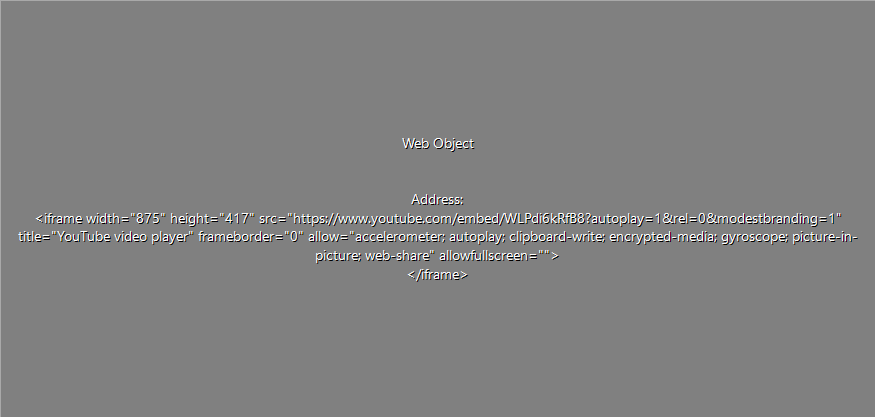 Web Object
Address:
<iframe width="875" height="417" src="https://www.youtube.com/embed/WLPdi6kRfB8?autoplay=1&rel=0&modestbranding=1"
title="YouTube video player" frameborder="0" allow="accelerometer; autoplay; clipboard-write; encrypted-media; gyroscope; picture-in-
picture; web-share" allowfullscreen="">
</iframe>